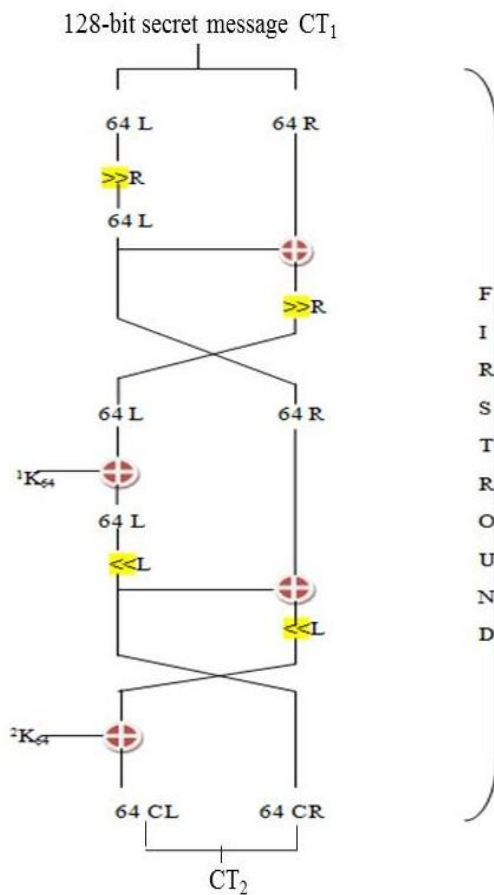 128-bit secret message CT₁
64 L 64 R
>>R
64 L
>>R
64 L 64 R
¹K₆₄
64 L
<<L
<<L
²K₆₄
64 CL 64 CR
CT₂
F
I
R
S
T
R
O
U
N
D